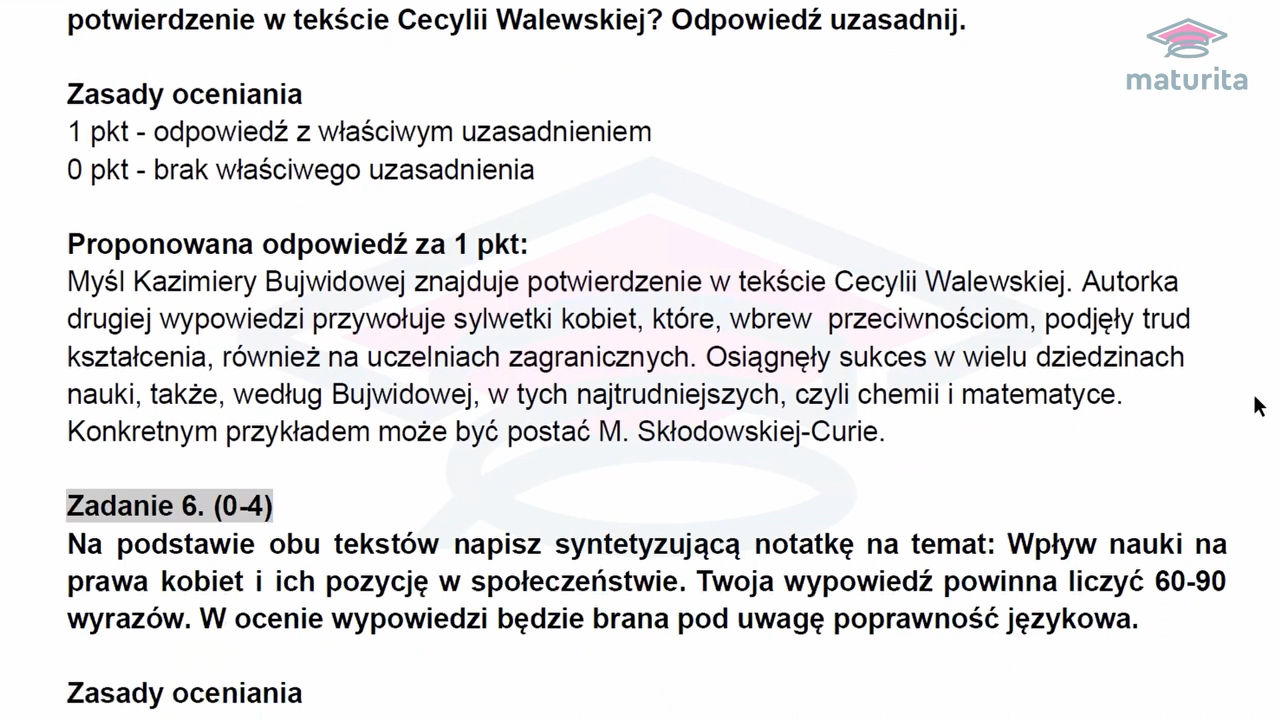 potwierdzenie w tekście Cecylii Walewskiej? Odpowiedź uzasadnij.
maturita
Zasady oceniania
1 pkt - odpowiedź z właściwym uzasadnieniem
0 pkt - brak właściwego uzasadnienia
Proponowana odpowiedź za 1 pkt:
Myśl Kazimiery Bujwidowej znajduje potwierdzenie w tekście Cecylii Walewskiej. Autorka
drugiej wypowiedzi przywołuje sylwetki kobiet, które, wbrew przeciwnościom, podjęły trud
kształcenia, również na uczelniach zagranicznych. Osiągnęły sukces w wielu dziedzinach
nauki, także, według Bujwidowej, w tych najtrudniejszych, czyli chemii i matematyce.
Konkretnym przykładem może być postać M. Skłodowskiej-Curie.
Zadanie 6. (0-4)
Na podstawie obu tekstów napisz syntetyzującą notatkę na temat: Wpływ nauki na
prawa kobiet i ich pozycję w społeczeństwie. Twoja wypowiedź powinna liczyć 60-90
wyrazów. W ocenie wypowiedzi będzie brana pod uwagę poprawność językowa.
Zasady oceniania